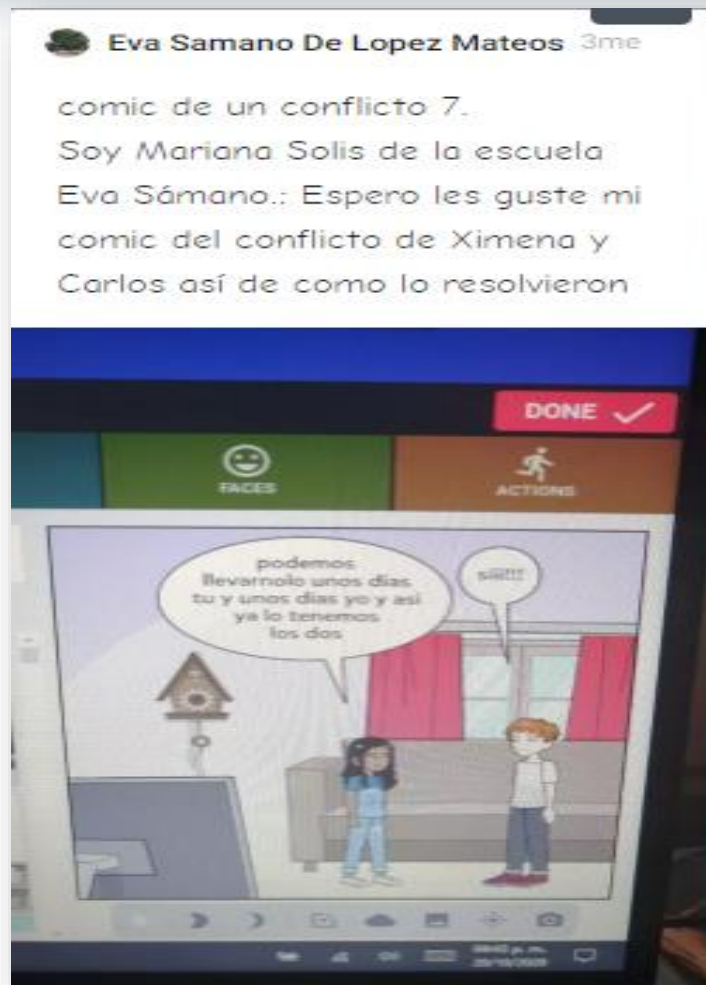 Eva Samano De Lopez Mateos 3me
comic de un conflicto 7.
Soy Mariana Solis de la escuela
Eva Sámano.: Espero les guste mi
comic del conflicto de Ximena y
Carlos así de como lo resolvieron
DONE
FACES
ACTIONS
podemos
llevarnolo unos dias
tu y unos dias yo y asi
ya lo tenemos
los dos